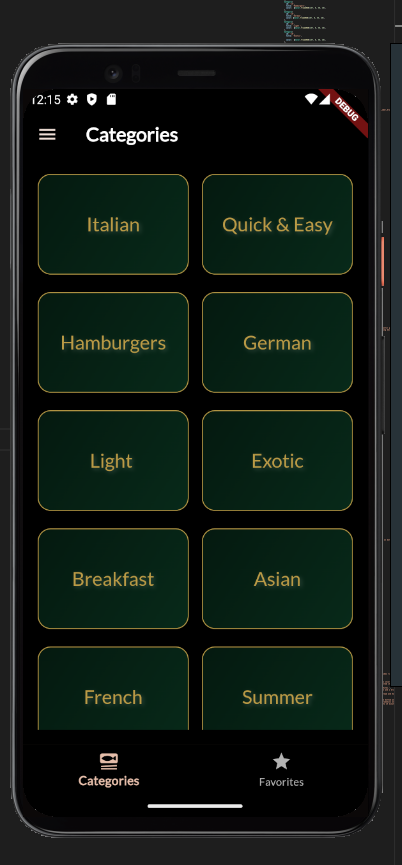 12:15
DEBUG
Categories
Italian
Quick & Easy
Hamburgers
German
Light
Exotic
Breakfast
Asian
French
Summer
Categories
Favorites